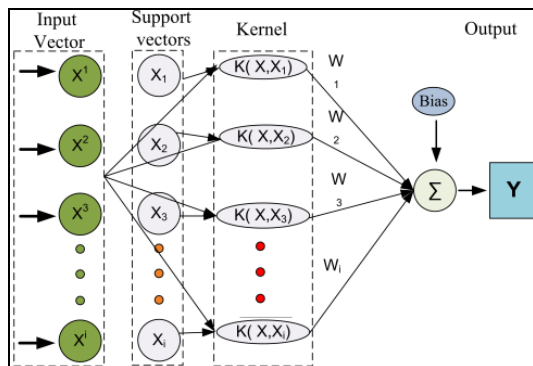 Input
Vector
Support
vectors
Kernel
Output
X¹
X₁
K( X,X₁)
W
1
Bias
X²
X₂
K( X,X₂)
W
2
Σ
Y
X³
X₃
K( X,X₃)
W
3
Wᵢ
Xⁱ
Xᵢ
K( X,Xᵢ)